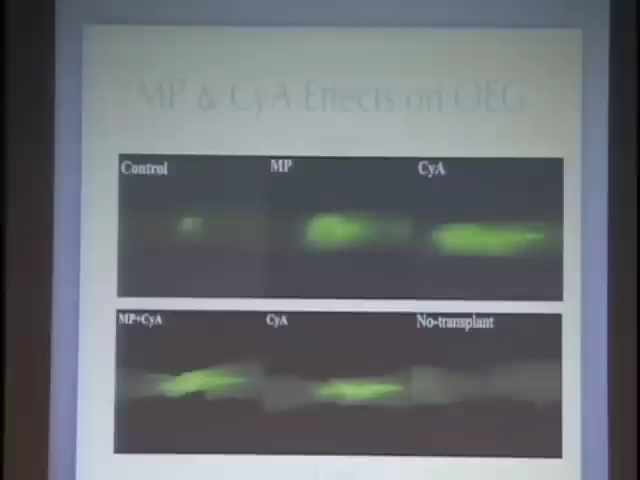 MP & CyA Effects on OEG
Control MP CyA
MP+CyA CyA No-transplant